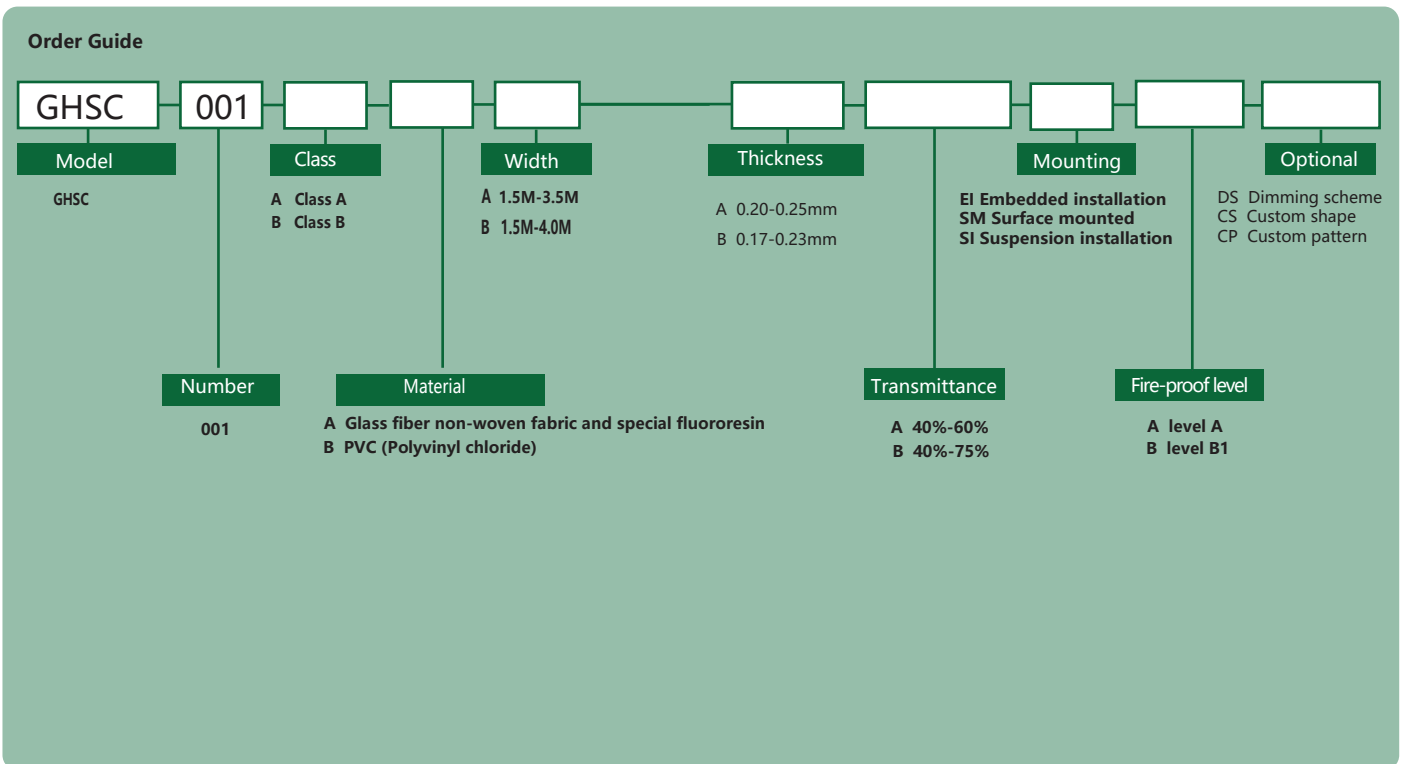 Order Guide
GHSC 001
Model Class Width Thickness Mounting Optional
GHSC
A Class A
B Class B
A 1.5M-3.5M
B 1.5M-4.0M
A 0.20-0.25mm
B 0.17-0.23mm
EI Embedded installation
SM Surface mounted
SI Suspension installation
DS Dimming scheme
CS Custom shape
CP Custom pattern
Number Material Transmittance Fire-proof level
001
A Glass fiber non-woven fabric and special fluororesin
B PVC (Polyvinyl chloride)
A 40%-60%
B 40%-75%
A level A
B level B1